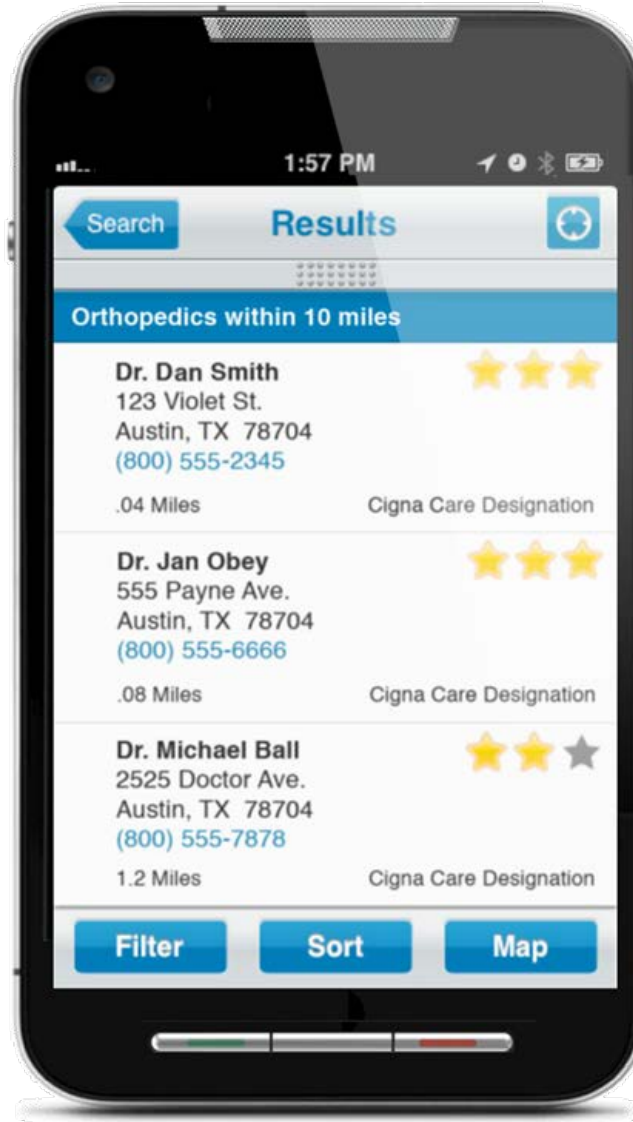 1:57 PM
Search
Results
Orthopedics within 10 miles
Dr. Dan Smith
123 Violet St.
Austin, TX 78704
(800) 555-2345
.04 Miles
Cigna Care Designation
Dr. Jan Obey
555 Payne Ave.
Austin, TX 78704
(800) 555-6666
.08 Miles
Cigna Care Designation
Dr. Michael Ball
2525 Doctor Ave.
Austin, TX 78704
(800) 555-7878
1.2 Miles
Cigna Care Designation
Filter
Sort
Map